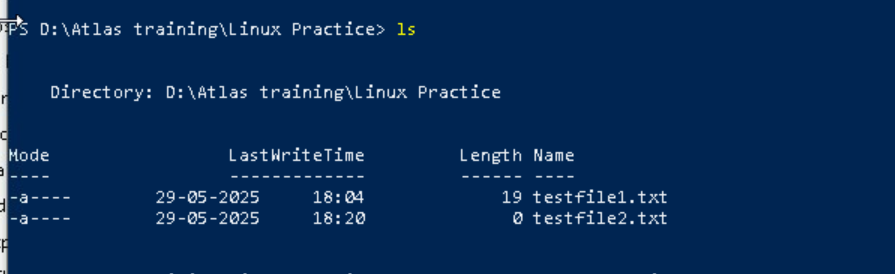 PS D:\Atlas training\Linux Practice> ls
Directory: D:\Atlas training\Linux Practice
Mode LastWriteTime Length Name
---- ------------- ------ ----
-a---- 29-05-2025 18:04 19 testfile1.txt
-a---- 29-05-2025 18:20 0 testfile2.txt